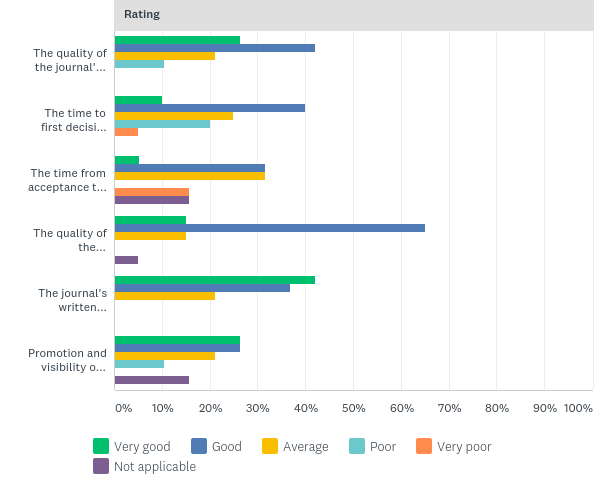 Rating
The quality of
the journal'...
The time to
first decisi...
The time from
acceptance t...
The quality of
the...
The journal's
written...
Promotion and
visibility o...
0% 10% 20% 30% 40% 50% 60% 70% 80% 90% 100%
Very good Good Average Poor Very poor
Not applicable